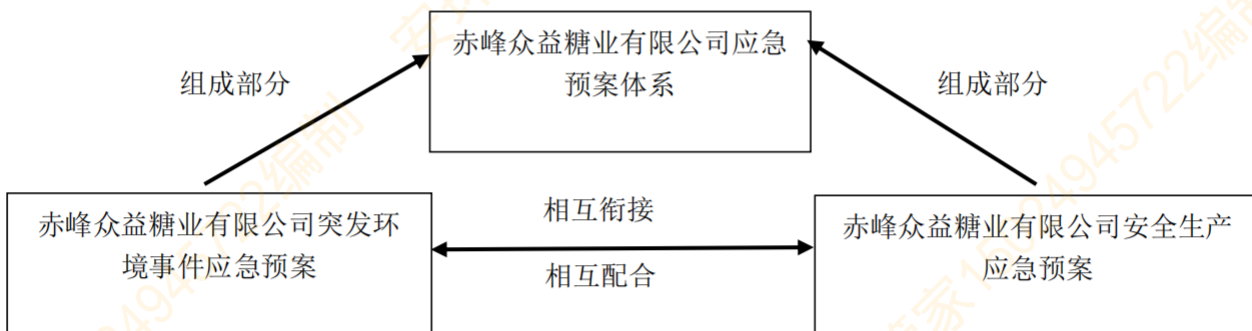 赤峰众益糖业有限公司应急
预案体系
组成部分
组成部分
赤峰众益糖业有限公司突发环
境事件应急预案
相互衔接
相互配合
赤峰众益糖业有限公司安全生产
应急预案